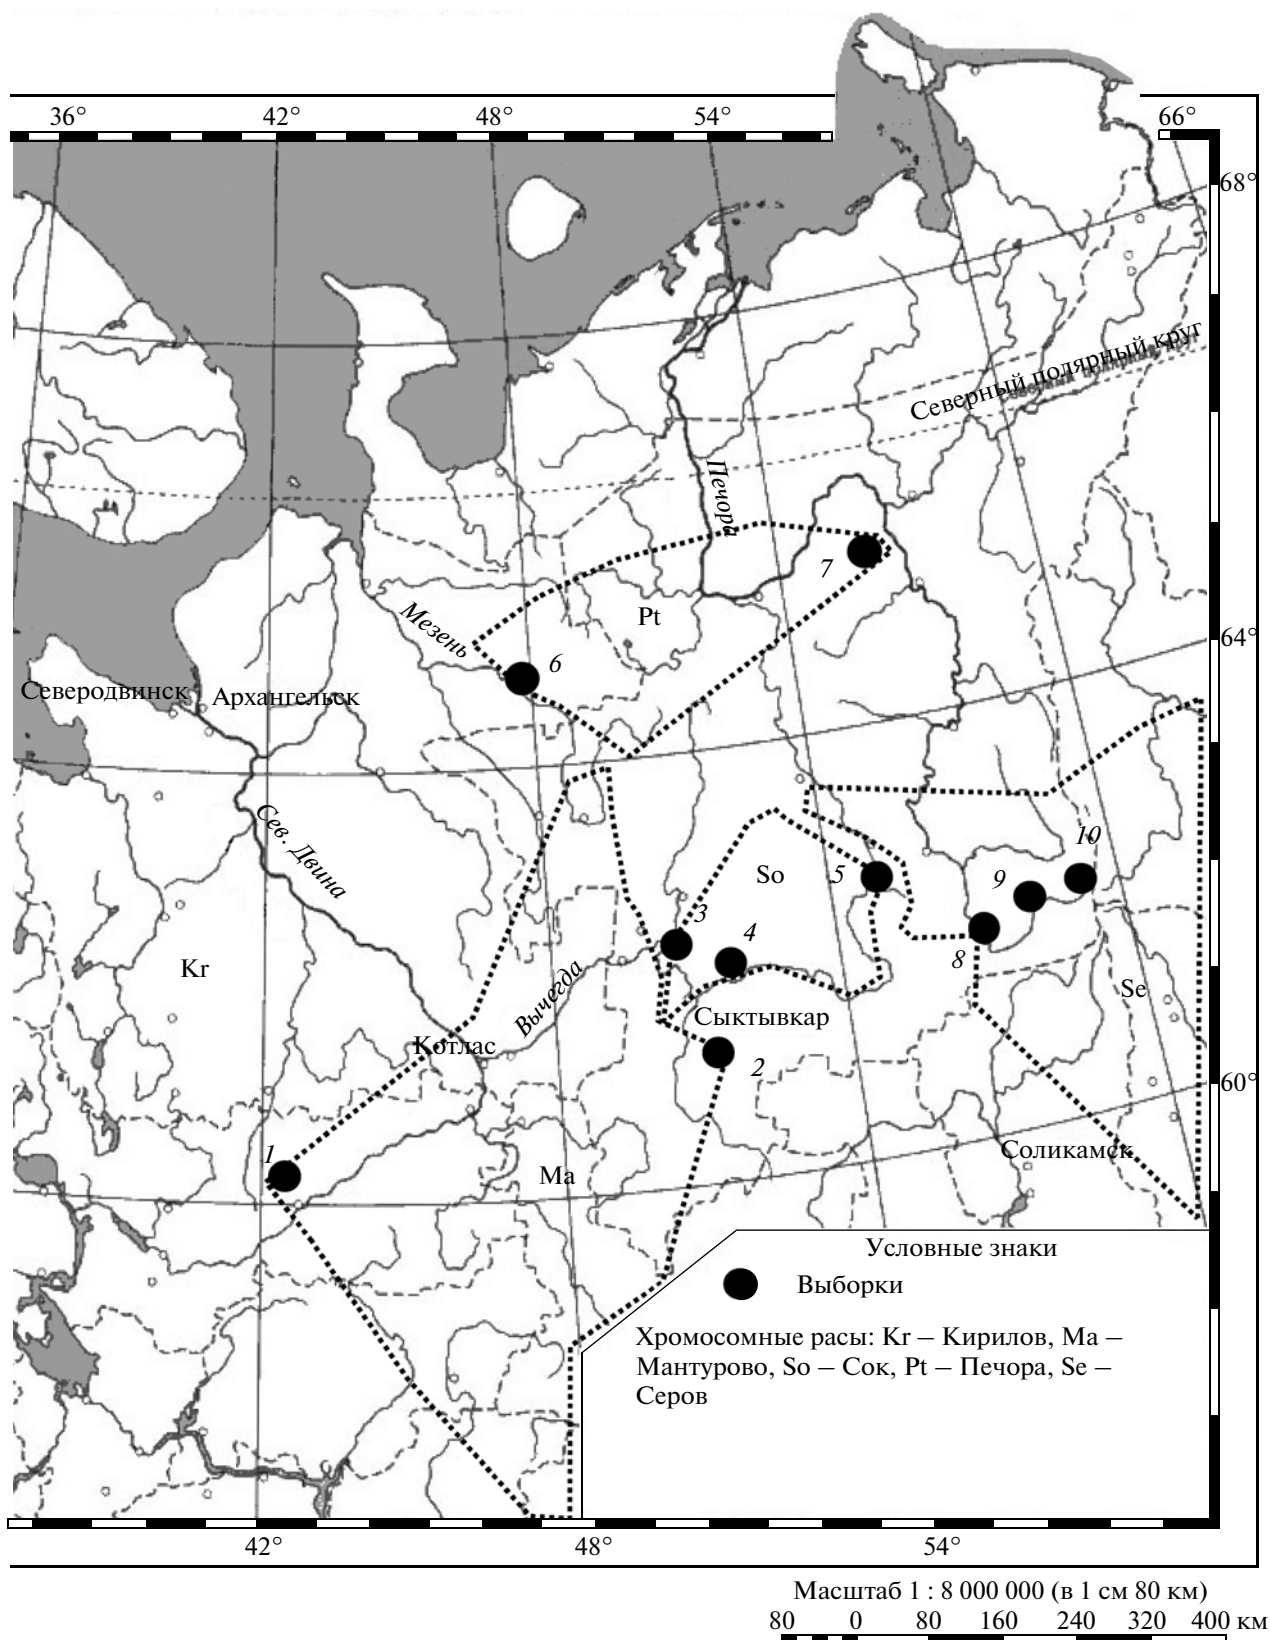 36° 42° 48° 54° 66°
68°
Северный полярный круг
Печора
7
Мезень
Pt
64°
6
Северодвинск
Архангельск
Сев. Двина
10
So
5
9
3
4
8
Kr
Вычегда
Se
Сыктывкар
Котлас
2
60°
Соликамск
1
Ma
Условные знаки
Выборки
Хромосомные расы: Kr – Кирилов, Ma –
Мантурово, So – Сок, Pt – Печора, Se –
Серов
42° 48° 54°
Масштаб 1 : 8 000 000 (в 1 см 80 км)
80 0 80 160 240 320 400 км